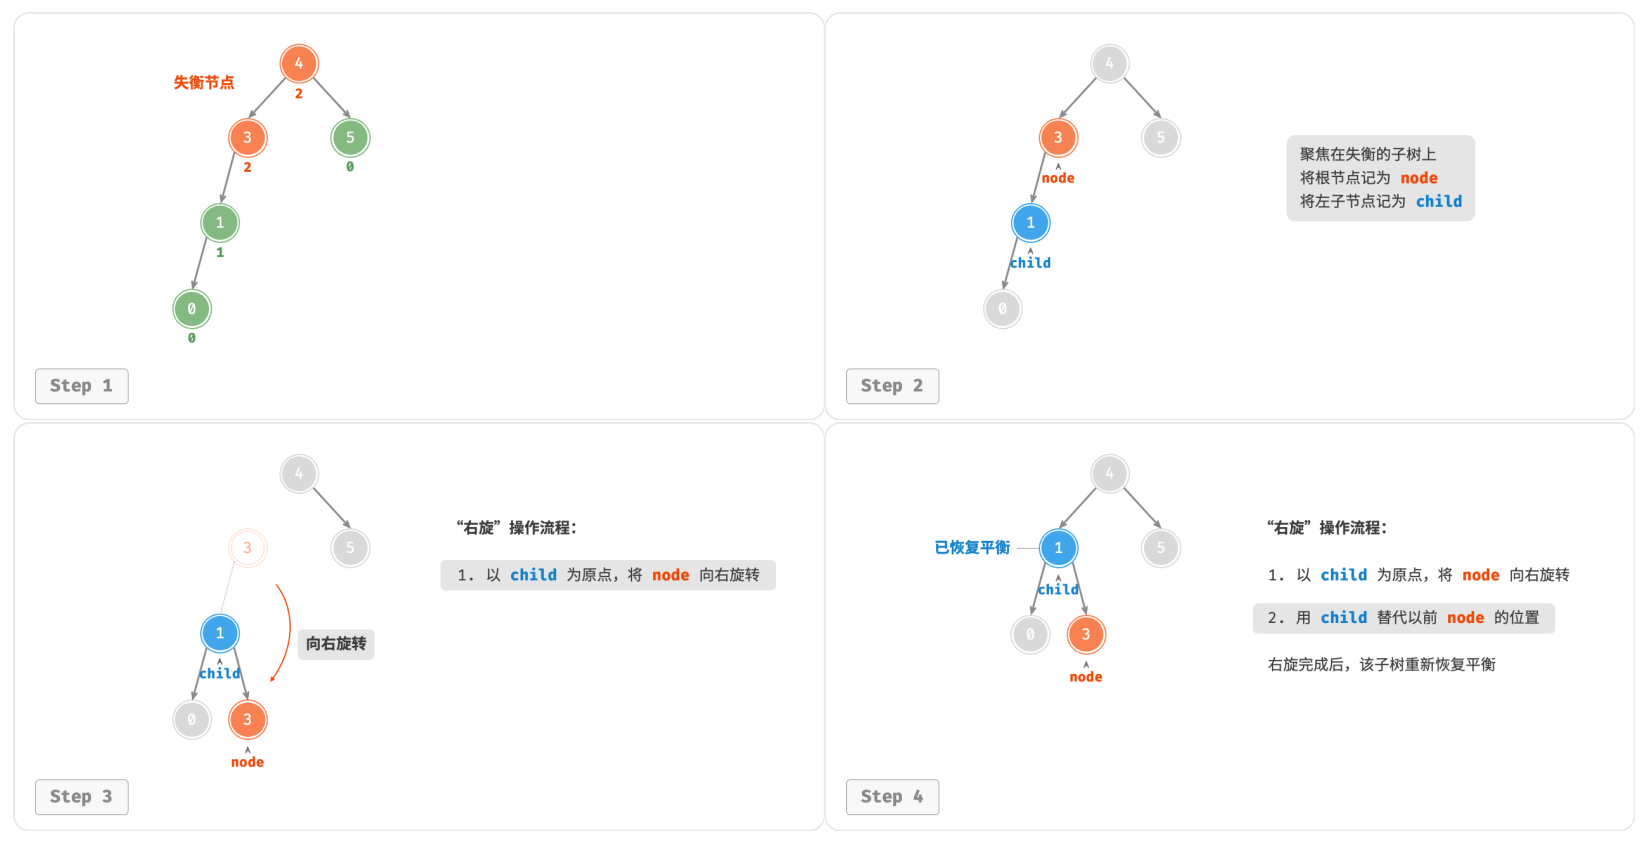 失衡节点
4
2
3
2
5
0
1
1
0
0
Step 1
4
3
node
5
1
child
0
聚焦在失衡的子树上
将根节点记为 node
将左子节点记为 child
Step 2
4
3
5
1
child
0
3
node
向右旋转
“右旋”操作流程：
1. 以 child 为原点，将 node 向右旋转
Step 3
4
已恢复平衡
1
child
5
0
3
node
“右旋”操作流程：
1. 以 child 为原点，将 node 向右旋转
2. 用 child 替代以前 node 的位置
右旋完成后，该子树重新恢复平衡
Step 4